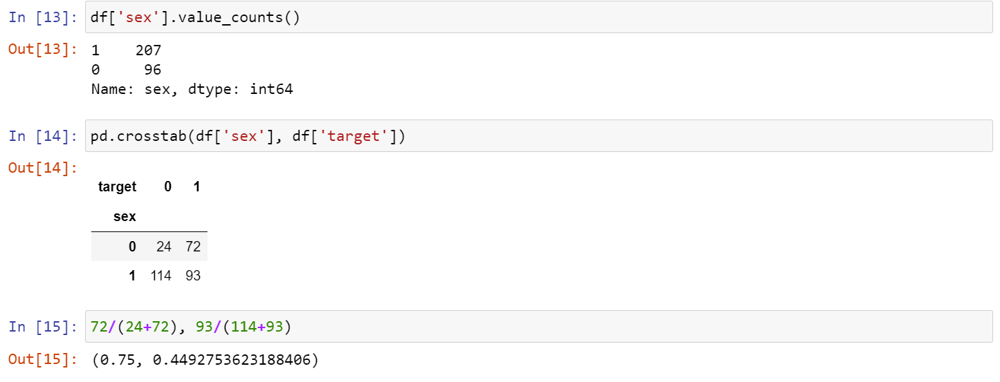 In [13]: df['sex'].value_counts()
Out[13]: 1    207
0     96
Name: sex, dtype: int64
In [14]: pd.crosstab(df['sex'], df['target'])
Out[14]:
target 0 1
sex
0 24 72
1 114 93
In [15]: 72/(24+72), 93/(114+93)
Out[15]: (0.75, 0.4492753623188406)